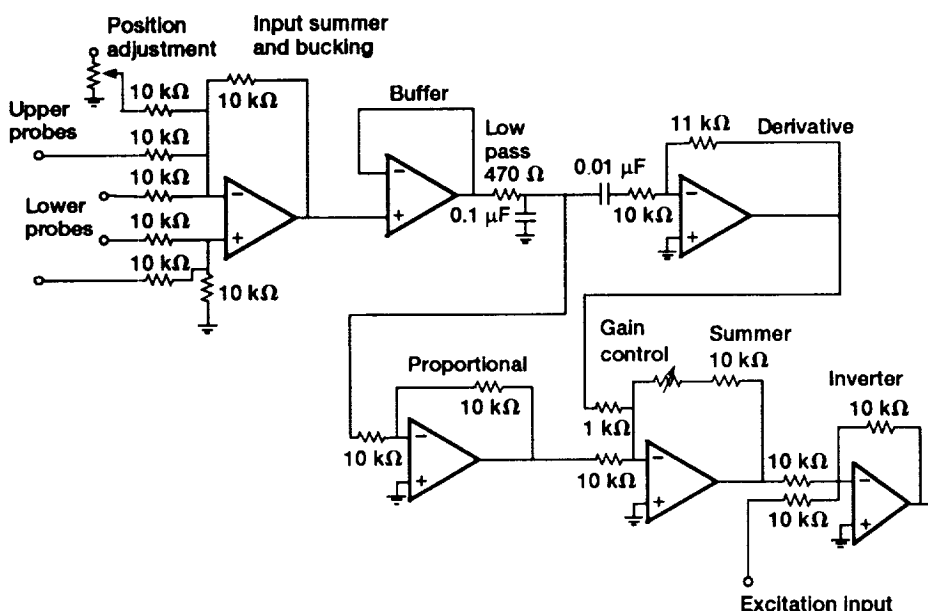 Position
adjustment
Input summer
and bucking
10 kΩ
10 kΩ
Upper
probes
10 kΩ
10 kΩ
Lower
probes
10 kΩ
10 kΩ
10 kΩ
−
+
Buffer
−
+
Low
pass
470 Ω
0.1 µF
0.01 µF
10 kΩ
11 kΩ
Derivative
−
+
Proportional
10 kΩ
10 kΩ
−
+
Gain
control
Summer
10 kΩ
1 kΩ
10 kΩ
−
+
Inverter
10 kΩ
10 kΩ
10 kΩ
−
+
Excitation input